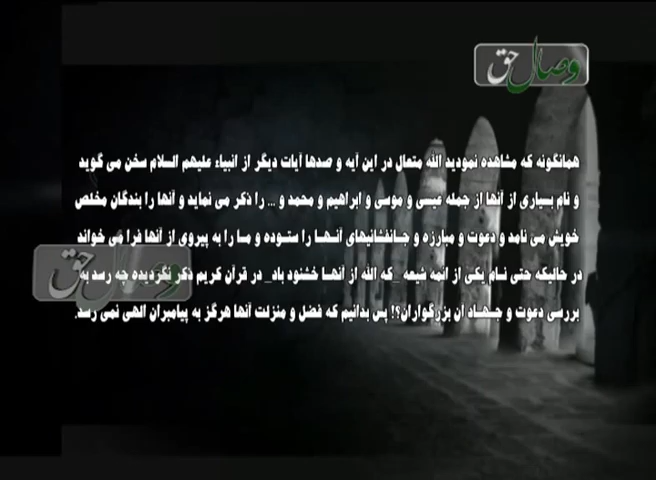 وصال حق
همانگونه که مشاهده نمودید الله متعال در این آیه و صدها آیات دیگر از انبیاء علیهم السلام سخن می گوید
و نام بسیاری از آنها از جمله عیسی و موسی و ابراهیم و محمد و ... را ذکر می نماید و آنها را بندگان مخلص
خویش می نامد و دعوت و مبارزه و جانفشانیهای آنها را ستوده و ما را به پیروی از آنها فرا می خواند
در حالیکه حتی نام یکی از ائمه شیعه _که الله از آنها خشنود باد_ در قرآن کریم ذکر نگردیده چه رسد به
بررسی دعوت و جهاد ان بزرگواران؟! پس بدانیم که فضل و منزلت آنها هرگز به پیامبران الهی نمی رسد.
وصال حق